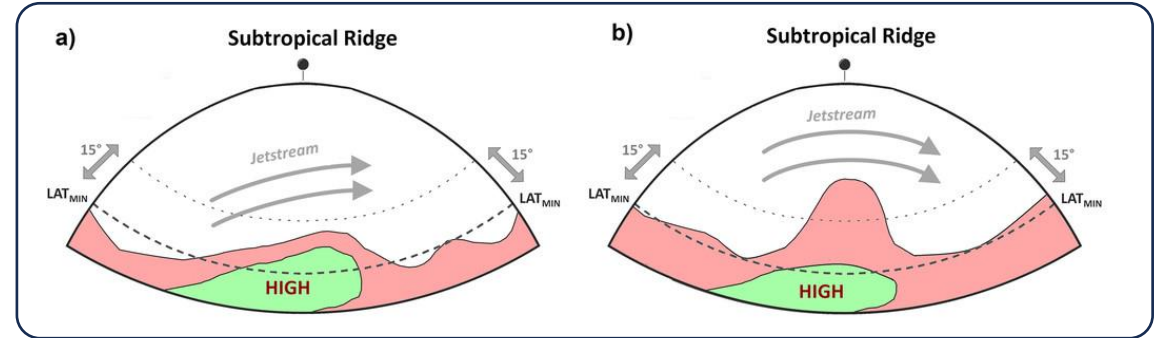 a)
Subtropical Ridge
Jetstream
15°
15°
LATMIN
LATMIN
HIGH
b)
Subtropical Ridge
Jetstream
15°
15°
LATMIN
LATMIN
HIGH